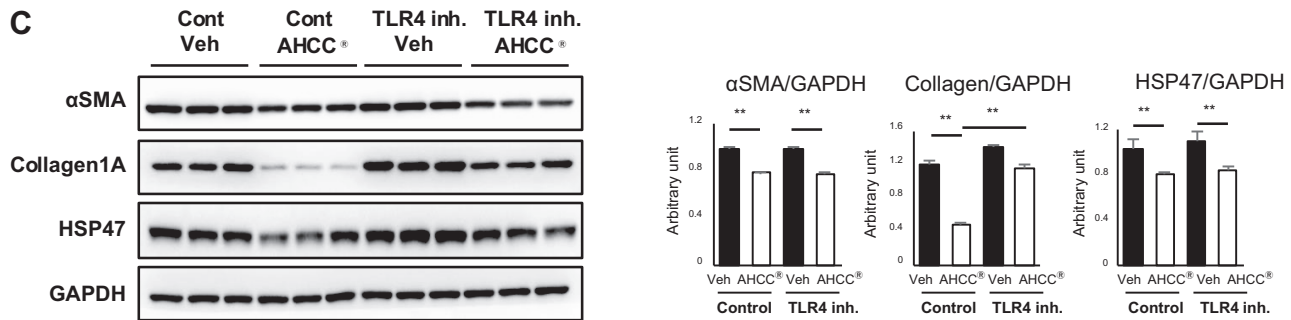 C
Cont Cont TLR4 inh. TLR4 inh.
Veh AHCC® Veh AHCC®
αSMA
Collagen1A
HSP47
GAPDH
αSMA/GAPDH
**
**
1.2
0.8
0.4
0
Arbitrary unit
Veh AHCC® Veh AHCC®
Control TLR4 inh.
Collagen/GAPDH
**
**
1.6
1.2
0.8
0.4
0
Arbitrary unit
Veh AHCC® Veh AHCC®
Control TLR4 inh.
HSP47/GAPDH
**
**
1.2
0.8
0.4
0
Arbitrary unit
Veh AHCC® Veh AHCC®
Control TLR4 inh.